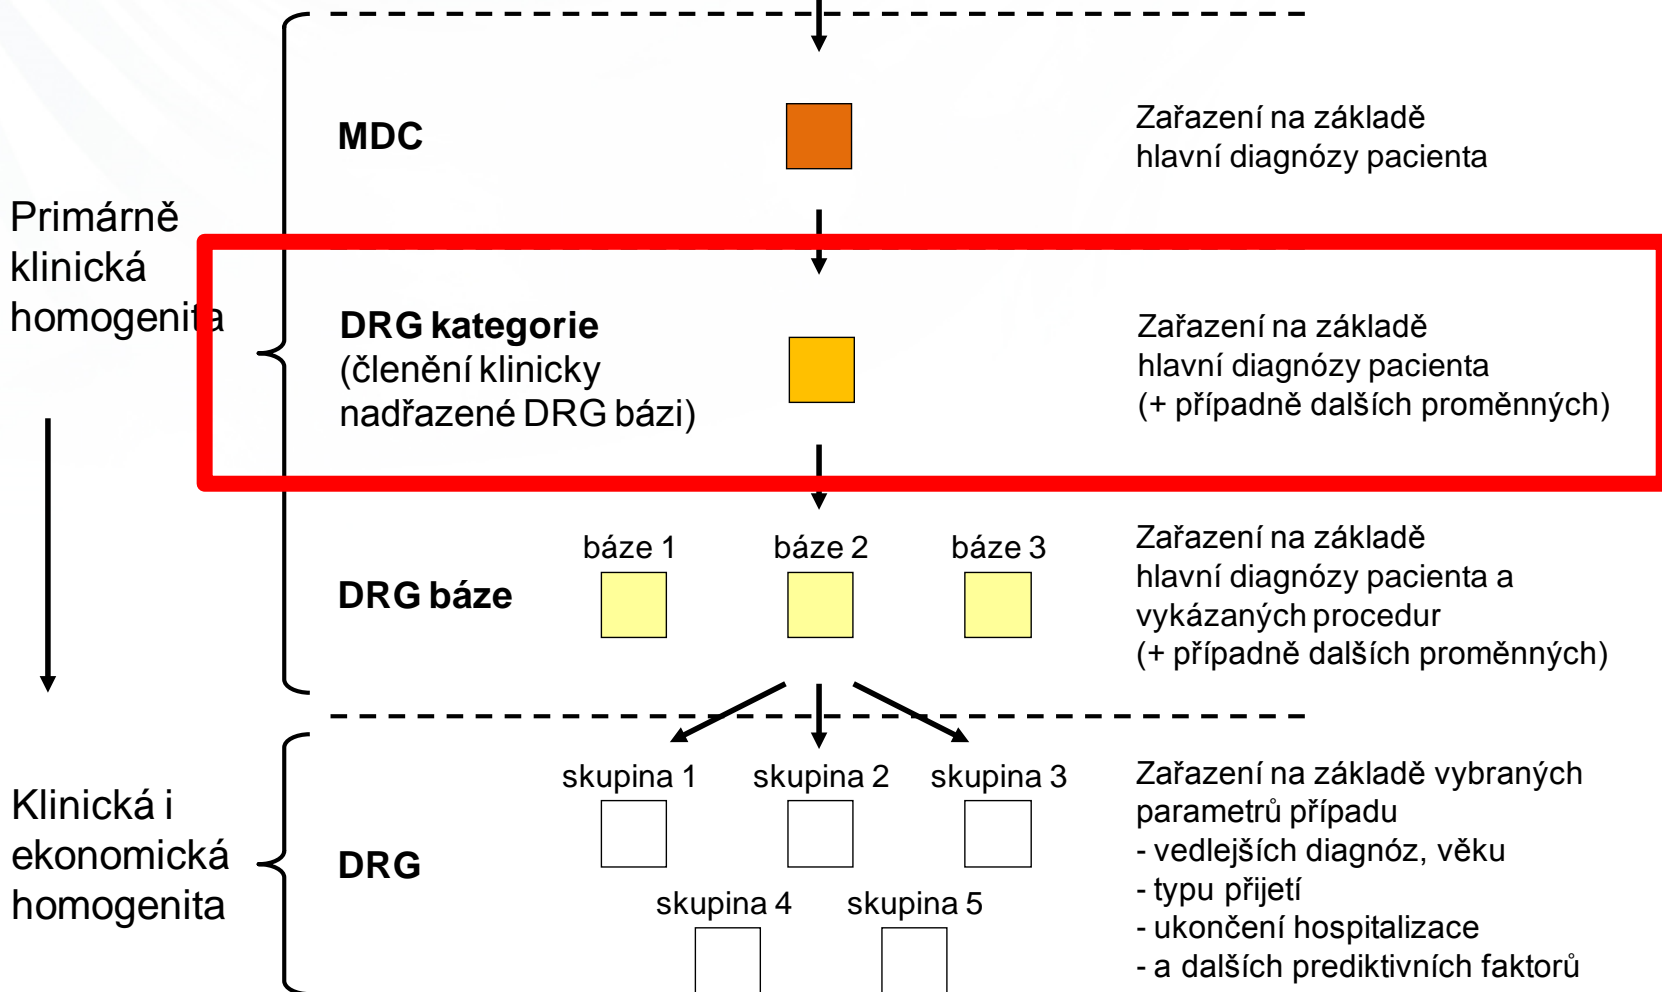 MDC
Zařazení na základě
hlavní diagnózy pacienta
Primárně
klinická
homogenita
DRG kategorie
(členění klinicky
nadřazené DRG bázi)
Zařazení na základě
hlavní diagnózy pacienta
(+ případně dalších proměnných)
báze 1
báze 2
báze 3
DRG báze
Zařazení na základě
hlavní diagnózy pacienta a
vykázaných procedur
(+ případně dalších proměnných)
Klinická i
ekonomická
homogenita
DRG
skupina 1
skupina 2
skupina 3
skupina 4
skupina 5
Zařazení na základě vybraných
parametrů případu
- vedlejších diagnóz, věku
- typu přijetí
- ukončení hospitalizace
- a dalších prediktivních faktorů